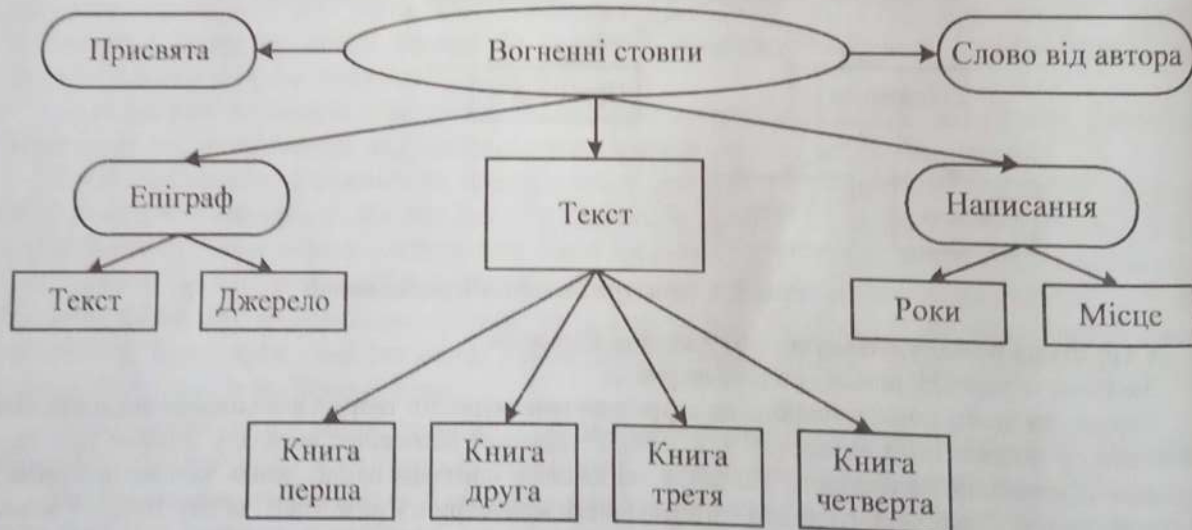 Присвята
Вогненні стовпи
Слово від автора
Епіграф
Текст
Написання
Текст
Джерело
Роки
Місце
Книга
перша
Книга
друга
Книга
третя
Книга
четверта